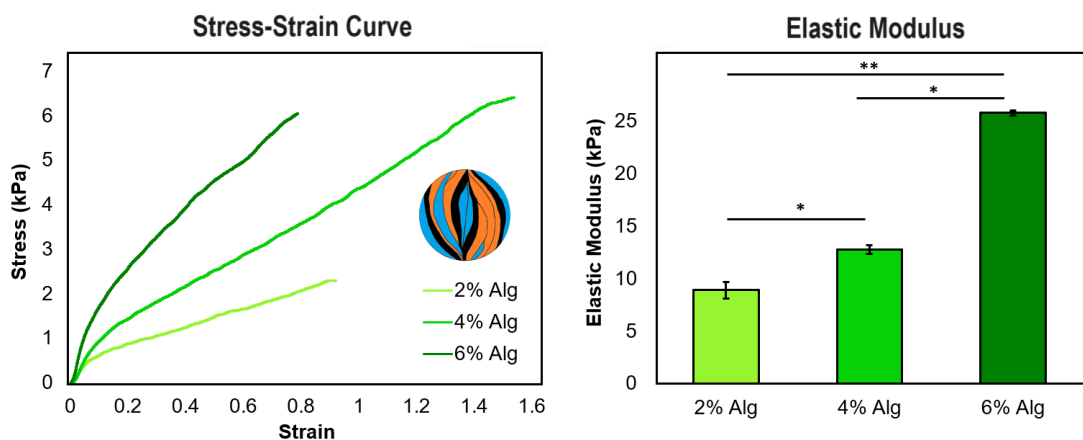 Stress-Strain Curve
7
6
5
4
3
2
1
0
Stress (kPa)
0 0.2 0.4 0.6 0.8 1 1.2 1.4 1.6
Strain
2% Alg
4% Alg
6% Alg
Elastic Modulus
25
20
15
10
5
0
Elastic Modulus (kPa)
**
*
*
2% Alg 4% Alg 6% Alg